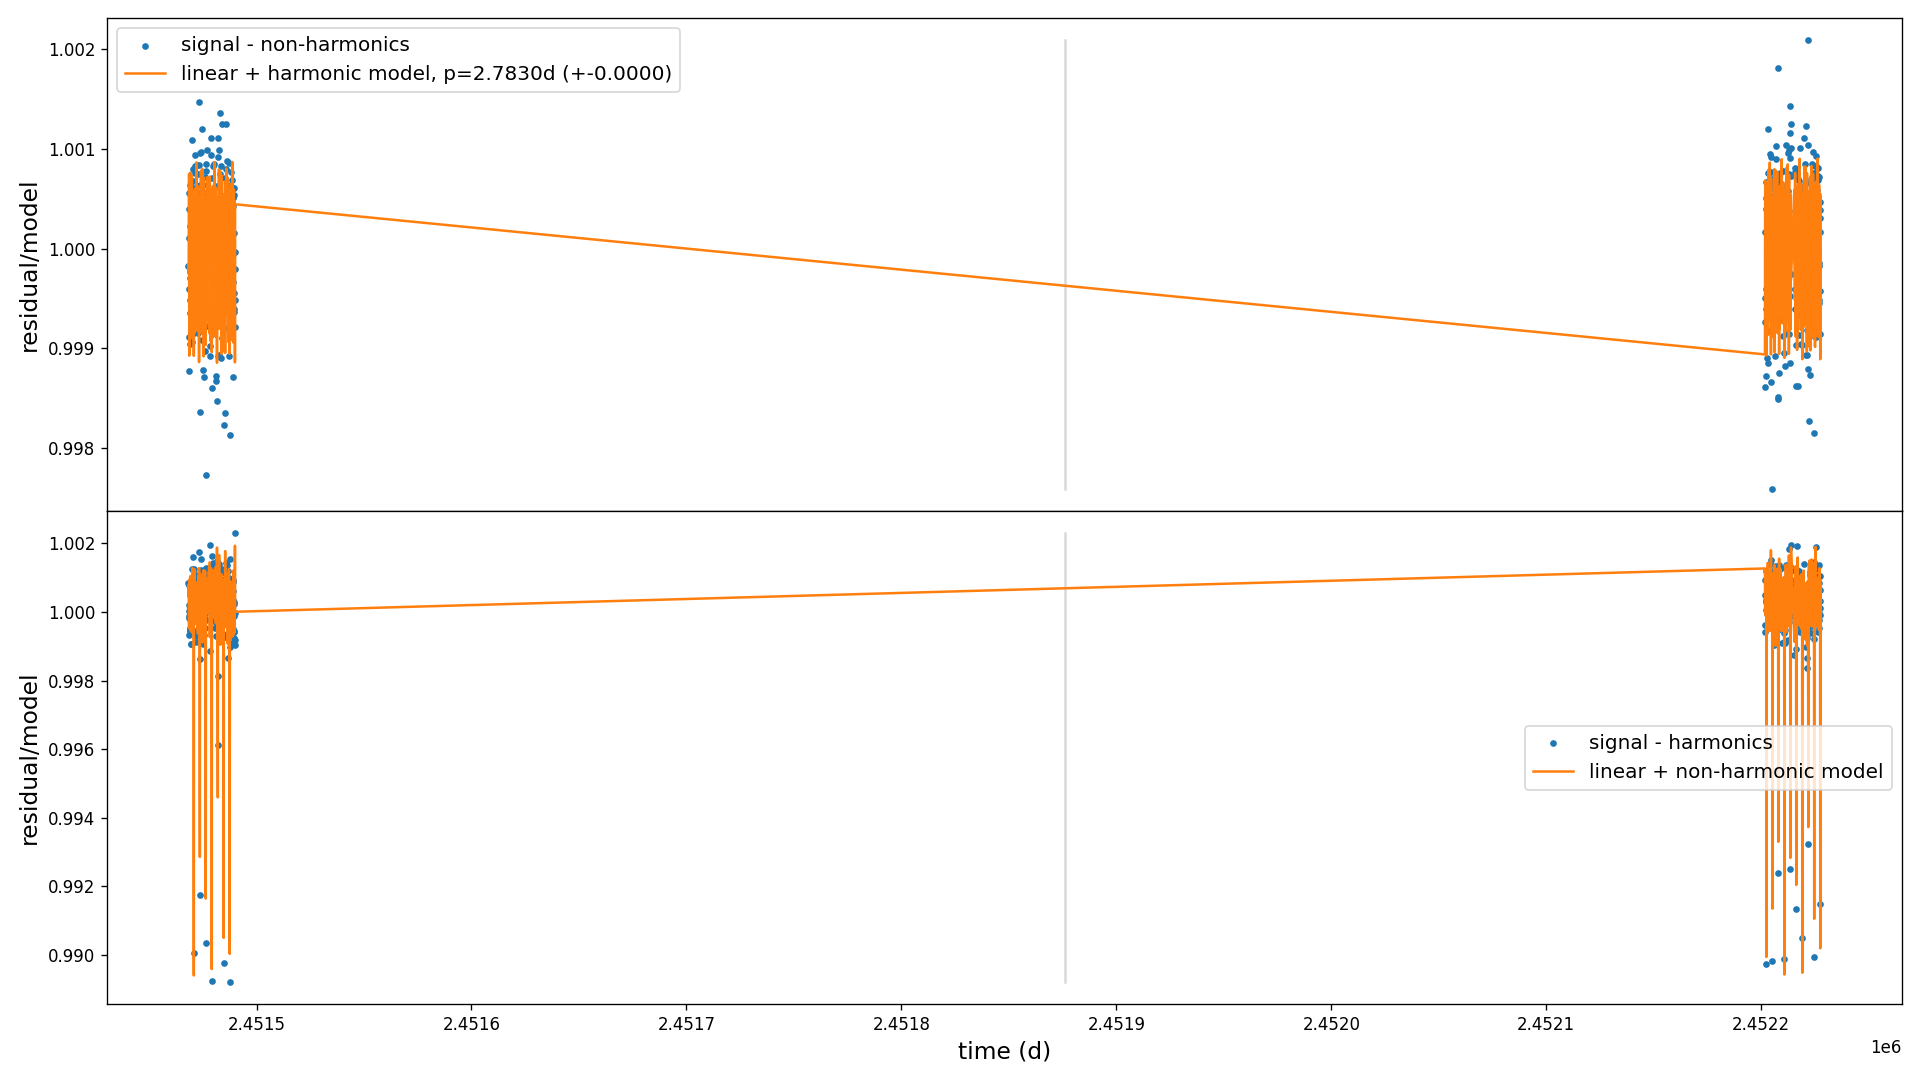 signal - non-harmonics
linear + harmonic model, p=2.7830d (+-0.0000)
1.002
1.001
1.000
0.999
0.998
residual/model
1.002
1.000
0.998
0.996
0.994
0.992
0.990
residual/model
signal - harmonics
linear + non-harmonic model
2.4515
2.4516
2.4517
2.4518
2.4519
2.4520
2.4521
2.4522
1e6
time (d)